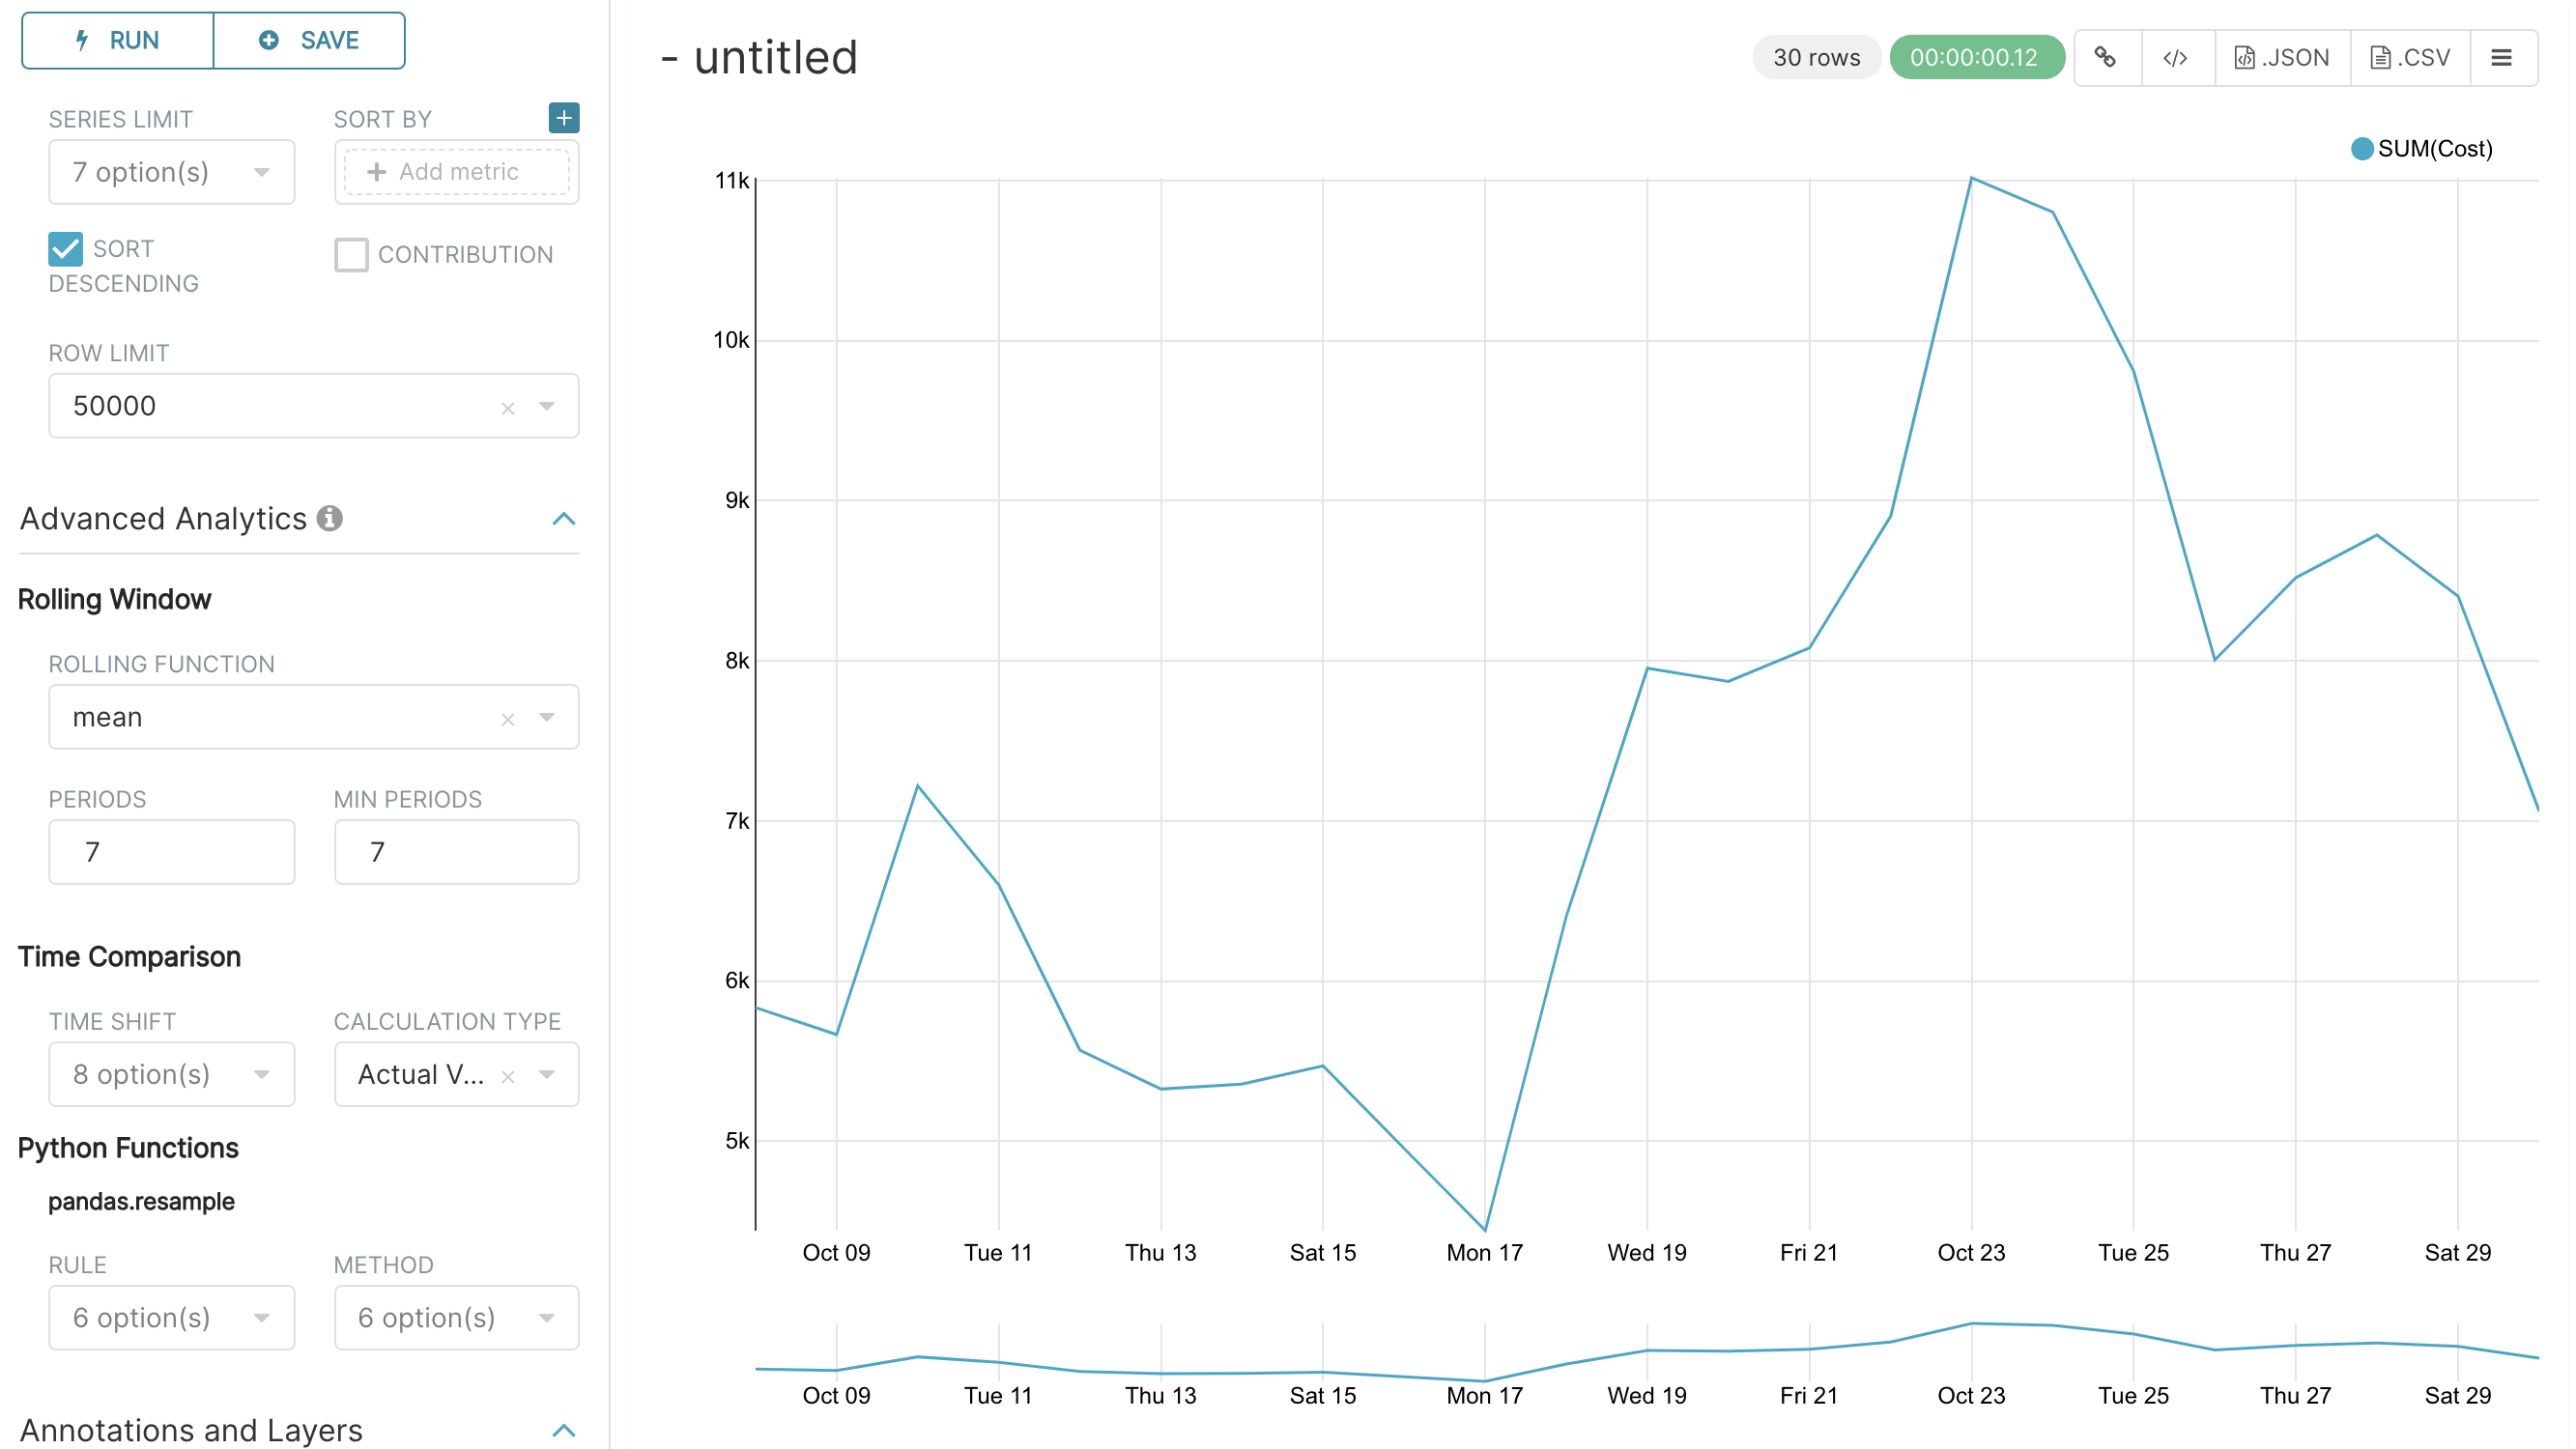 RUN
SAVE
SERIES LIMIT
SORT BY
7 option(s)
Add metric
SORT DESCENDING
CONTRIBUTION
ROW LIMIT
50000
Advanced Analytics
Rolling Window
ROLLING FUNCTION
mean
PERIODS
MIN PERIODS
7
7
Time Comparison
TIME SHIFT
CALCULATION TYPE
8 option(s)
Actual V...
Python Functions
pandas.resample
RULE
METHOD
6 option(s)
6 option(s)
Annotations and Layers
- untitled
30 rows
00:00:00.12
</>
.JSON
.CSV
SUM(Cost)
11k
10k
9k
8k
7k
6k
5k
Oct 09 Tue 11 Thu 13 Sat 15 Mon 17 Wed 19 Fri 21 Oct 23 Tue 25 Thu 27 Sat 29
Oct 09 Tue 11 Thu 13 Sat 15 Mon 17 Wed 19 Fri 21 Oct 23 Tue 25 Thu 27 Sat 29